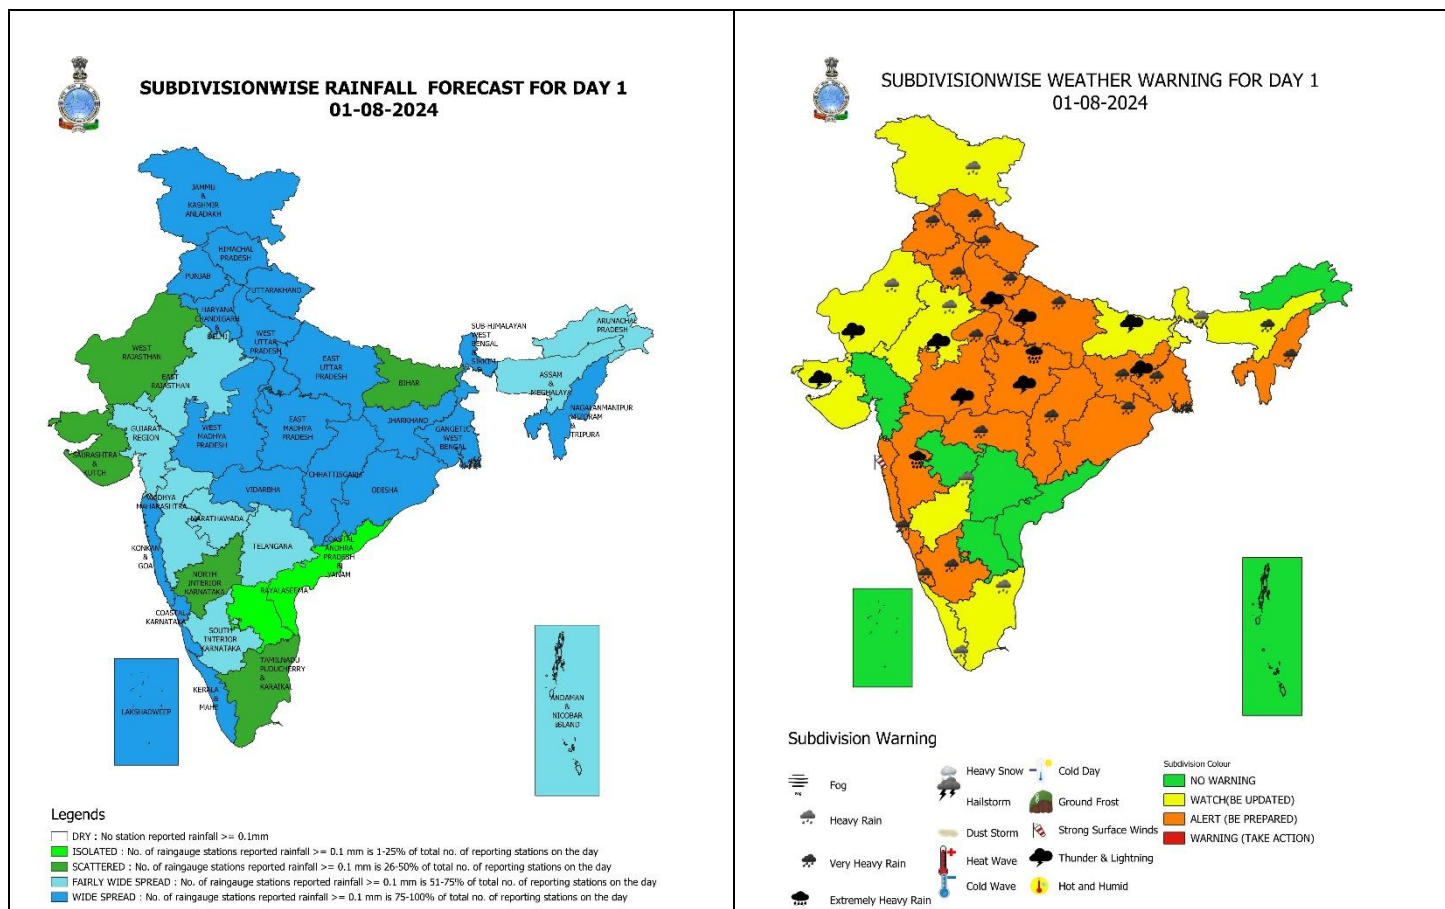 SUBDIVISIONWISE RAINFALL FORECAST FOR DAY 1
01-08-2024
JAMMU
&
KASHMIR
ANLADAKH
HIMACHAL
PRADESH
PUNJAB
UTTARAKHAND
HARYANA
CHANDIGARH
&
DELHI
WEST
UTTAR
PRADESH
WEST
RAJASTHAN
EAST
RAJASTHAN
EAST
UTTAR
PRADESH
BIHAR
SUB-HIMALAYAN
WEST
BENGAL
&
SIKKIM
ARUNACHAL
PRADESH
ASSAM
&
MEGHALAYA
NAGALANMANIPUR
MIZORAM
&
TRIPURA
GUJARAT
REGION
SAURASHTRA
&
KUTCH
WEST
MADHYA
PRADESH
EAST
MADHYA
PRADESH
JHARKHAND
GANGETIC
WEST
BENGAL
CHHATTISGARH
ODESHA
VIDARBHA
MADHYA
MAHARASHTRA
MARATHAWADA
KONKAN
&
GOA
TELANGANA
COASTAL
ANDHRA
PRADESH
&
YANAM
NORTH
INTERIOR
KARNATAKA
RAYALASEEMA
COASTAL
KARNATAKA
SOUTH
INTERIOR
KARNATAKA
TAMILNADU
PUDUCHERRY
&
KARAIKAL
KERALA
&
MAHE
LAKSHADWEEP
ANDAMAN
&
NICOBAR
ISLAND
Legends
DRY : No station reported rainfall >= 0.1mm
ISOLATED : No. of raingauge stations reported rainfall >= 0.1 mm is 1-25% of total no. of reporting stations on the day
SCATTERED : No. of raingauge stations reported rainfall >= 0.1 mm is 26-50% of total no. of reporting stations on the day
FAIRLY WIDE SPREAD : No. of raingauge stations reported rainfall >= 0.1 mm is 51-75% of total no. of reporting stations on the day
WIDE SPREAD : No. of raingauge stations reported rainfall >= 0.1 mm is 75-100% of total no. of reporting stations on the day
SUBDIVISIONWISE WEATHER WARNING FOR DAY 1
01-08-2024
Subdivision Warning
Fog
Heavy Rain
Very Heavy Rain
Extremely Heavy Rain
Heavy Snow
Hailstorm
Dust Storm
Heat Wave
Cold Wave
Cold Day
Ground Frost
Strong Surface Winds
Thunder & Lightning
Hot and Humid
Subdivision Colour
NO WARNING
WATCH(BE UPDATED)
ALERT (BE PREPARED)
WARNING (TAKE ACTION)